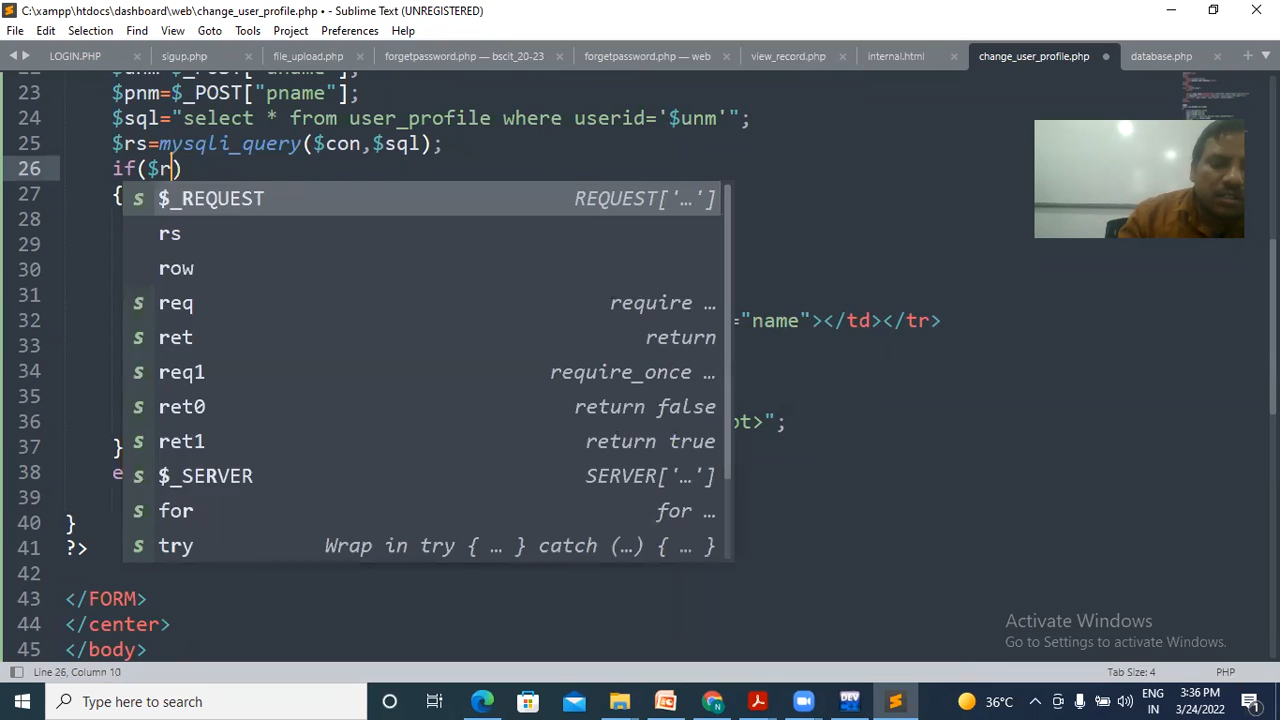 C:\xampp\htdocs\dashboard\web\change_user_profile.php • - Sublime Text (UNREGISTERED)
File Edit Selection Find View Goto Tools Project Preferences Help
LOGIN.PHP sigup.php file_upload.php forgetpassword.php — bscit_20-23 forgetpassword.php — web view_record.php internal.html change_user_profile.php database.php
23 $pnm=$_POST["pname"];
24 $sql="select * from user_profile where userid='$unm'";
25 $rs=mysqli_query($con,$sql);
26 if($r)
27 {
$_REQUEST REQUEST['…']
28
rs
29
row
30
req require …
31
32 ="name"></td></tr>
ret return
33
34
req1 require_once …
35
ret0 return false
36 pt>";
ret1 return true
37 }
38 e
$_SERVER SERVER['…']
39
for for …
40 }
41 ?>
try Wrap in try { … } catch (…) { … }
42
43 </FORM>
44 </center>
45 </body>
Activate Windows
Go to Settings to activate Windows.
Line 26, Column 10 Tab Size: 4 PHP
Type here to search
36°C ENG IN 3:36 PM 3/24/2022